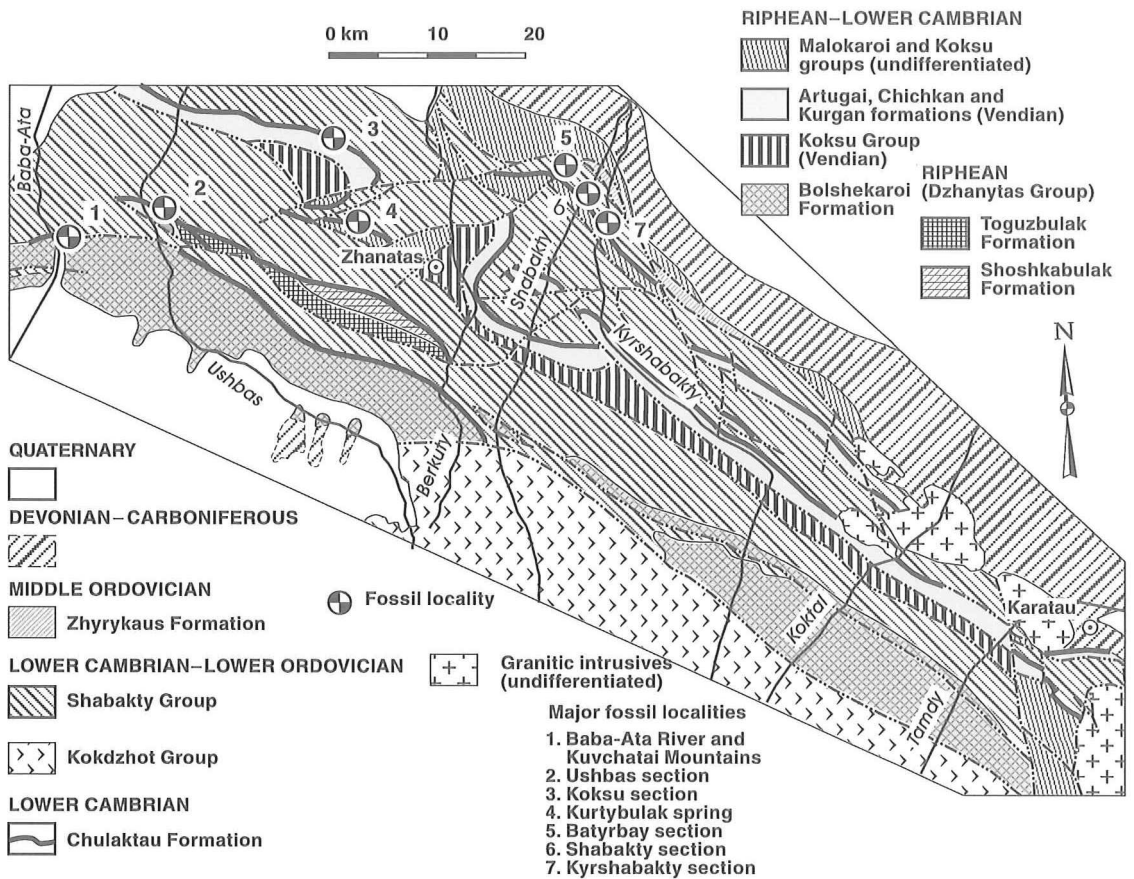 0 km 10 20
RIPHEAN–LOWER CAMBRIAN
Malokaroi and Koksu
groups (undifferentiated)
Artugai, Chichkan and
Kurgan formations (Vendian)
Koksu Group
(Vendian)
Bolshekaroi
Formation
RIPHEAN
(Dzhanytas Group)
Toguzbulak
Formation
Shoshkabulak
Formation
N
Baba-Ata
1
2
3
4
5
6
7
Zhanatas
Shabakty
Kyrshabakty
Ushbas
Berkuty
Koktal
Tamdy
Karatau
QUATERNARY
DEVONIAN–CARBONIFEROUS
MIDDLE ORDOVICIAN
Zhyrykaus Formation
LOWER CAMBRIAN–LOWER ORDOVICIAN
Shabakty Group
Kokdzhot Group
LOWER CAMBRIAN
Chulaktau Formation
Fossil locality
Granitic intrusives
(undifferentiated)
Major fossil localities
1. Baba-Ata River and
Kuvchatai Mountains
2. Ushbas section
3. Koksu section
4. Kurtybulak spring
5. Batyrbay section
6. Shabakty section
7. Kyrshabakty section